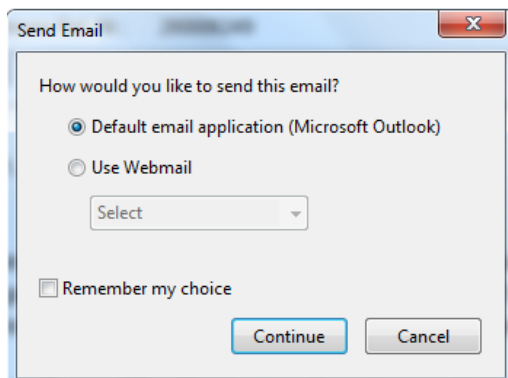 Send Email
How would you like to send this email?
Default email application (Microsoft Outlook)
Use Webmail
Select
Remember my choice
Continue
Cancel